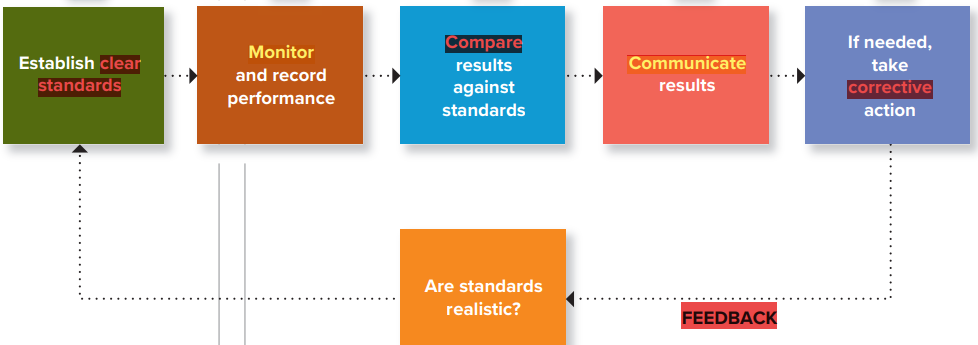 Establish clear
standards
Monitor
and record
performance
Compare
results
against
standards
Communicate
results
If needed,
take
corrective
action
Are standards
realistic?
FEEDBACK